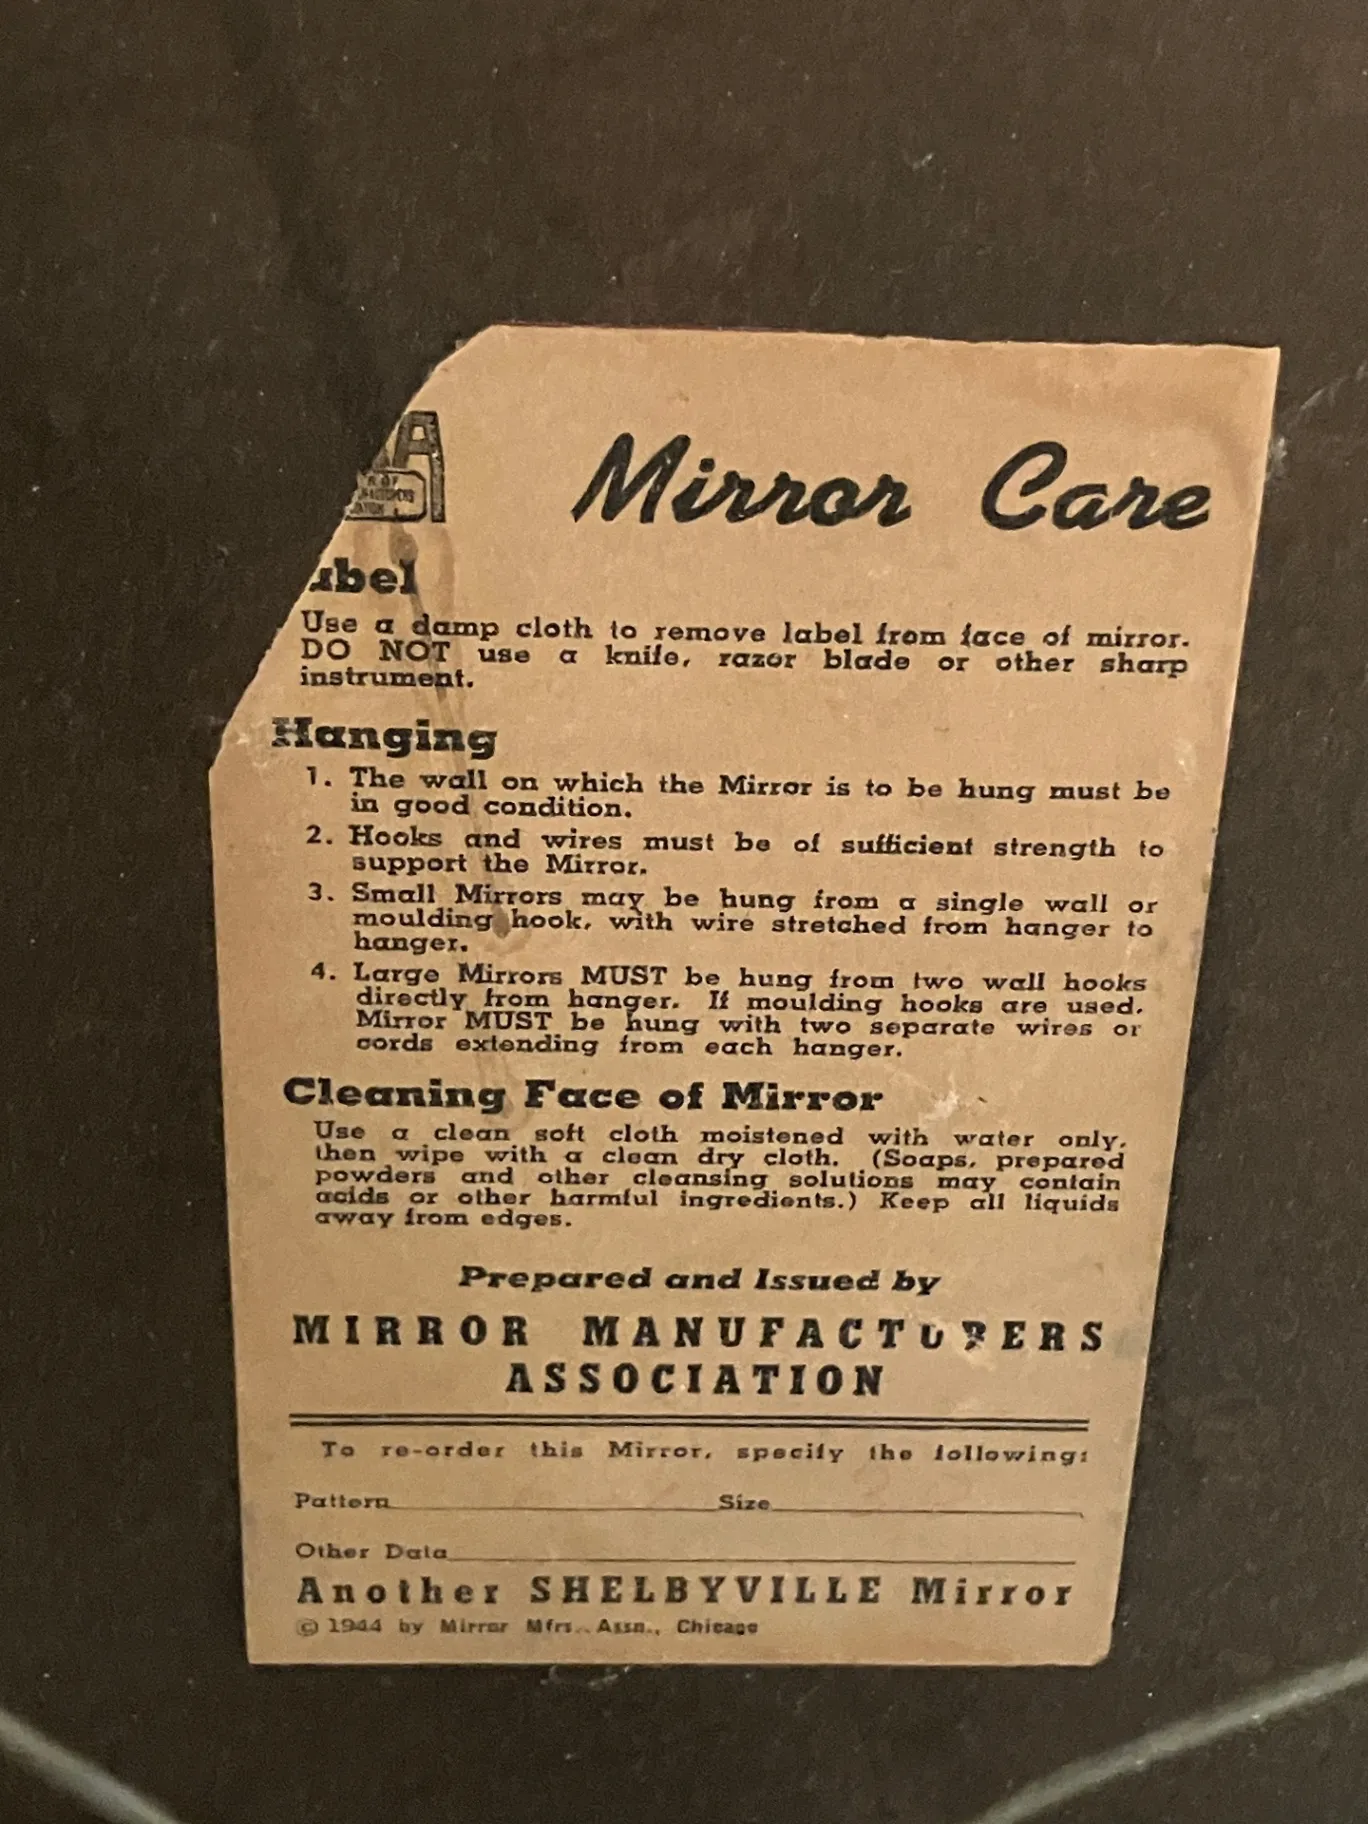 A
Mirror Care
abel
Use a damp cloth to remove label from face of mirror.
DO NOT use a knife, razor blade or other sharp
instrument.
Hanging
1. The wall on which the Mirror is to be hung must be
in good condition.
2. Hooks and wires must be of sufficient strength to
support the Mirror.
3. Small Mirrors may be hung from a single wall or
moulding hook, with wire stretched from hanger to
hanger.
4. Large Mirrors MUST be hung from two wall hooks
directly from hanger. If moulding hooks are used,
Mirror MUST be hung with two separate wires or
cords extending from each hanger.
Cleaning Face of Mirror
Use a clean soft cloth moistened with water only,
then wipe with a clean dry cloth. (Soaps, prepared
powders and other cleansing solutions may contain
acids or other harmful ingredients.) Keep all liquids
away from edges.
Prepared and Issued by
MIRROR MANUFACTURERS
ASSOCIATION
To re-order this Mirror, specify the following:
Pattern Size
Other Data
Another SHELBYVILLE Mirror
© 1944 by Mirror Mfrs. Assn., Chicago